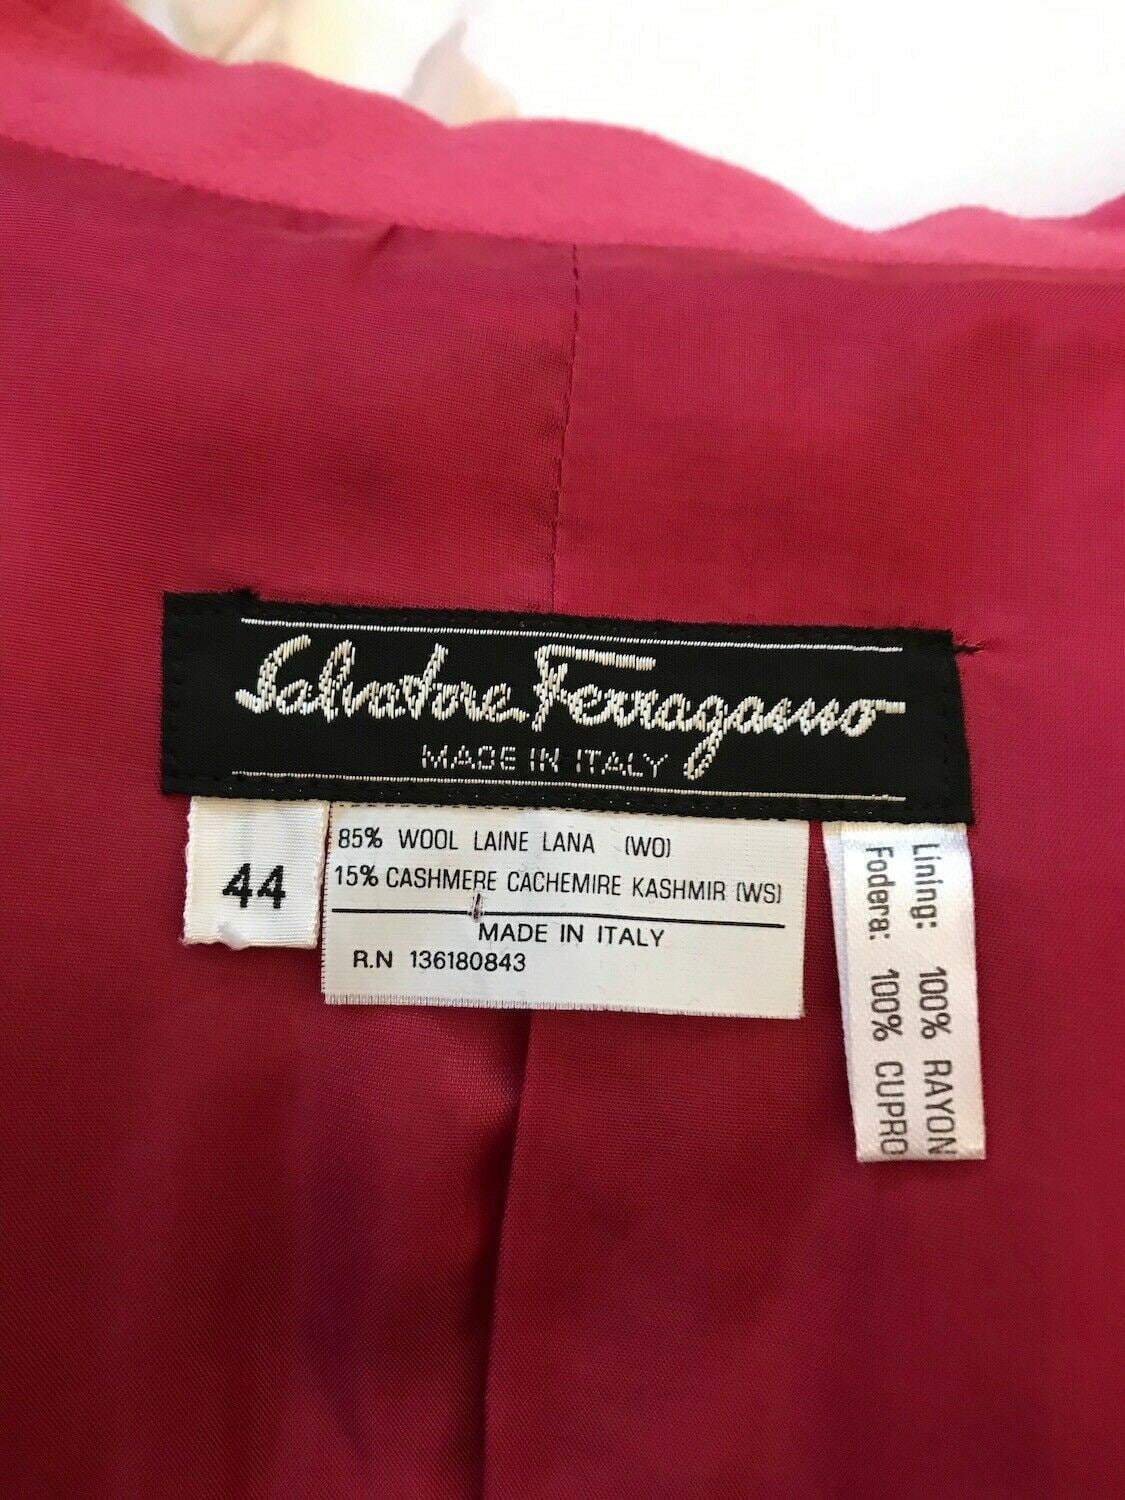 Salvatore Ferragamo
MADE IN ITALY
44
85% WOOL LAINE LANA (WO)
15% CASHMERE CACHEMIRE KASHMIR (WS)
MADE IN ITALY
R.N 136180843
Lining: 100% RAYON
Fodera: 100% CUPRO